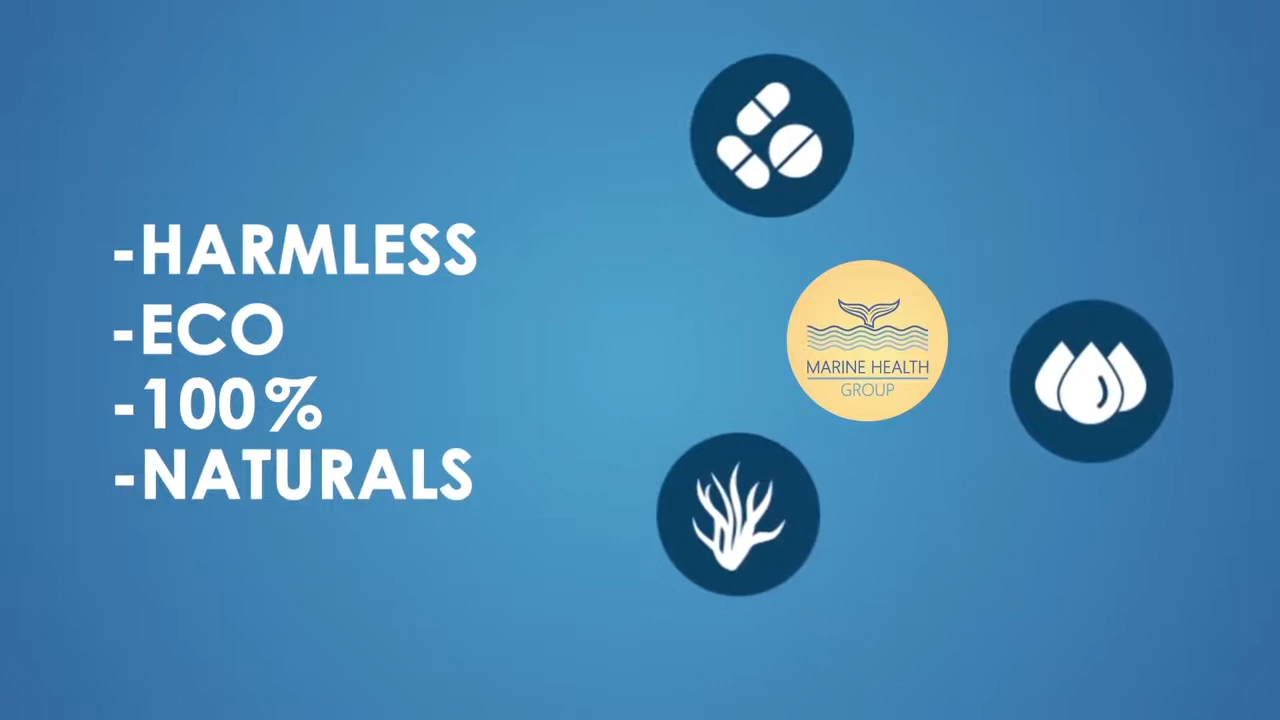 -HARMLESS
-ECO
-100%
-NATURALS
MARINE HEALTH
GROUP